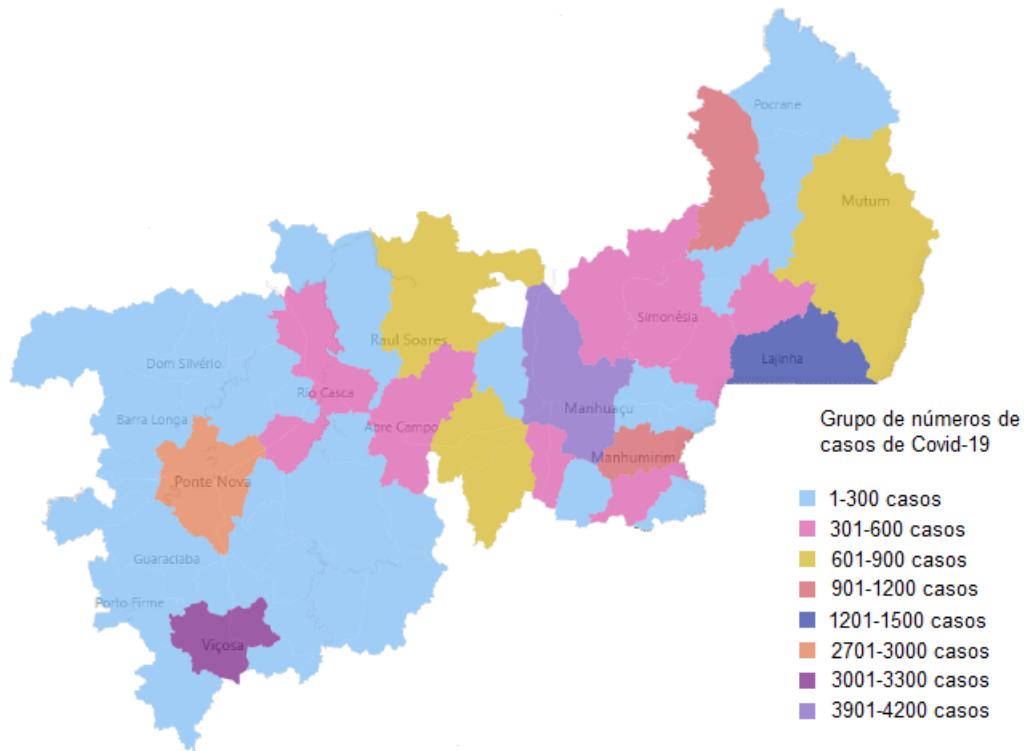 Pocrane
Mutum
Simonésia
Raul Soares
Lajinha
Dom Silvério
Rio Casca
Barra Longa
Abre Campo
Manhuaçu
Manhumirim
Ponte Nova
Guaraciaba
Porto Firme
Viçosa
Grupo de números de
casos de Covid-19
1-300 casos
301-600 casos
601-900 casos
901-1200 casos
1201-1500 casos
2701-3000 casos
3001-3300 casos
3901-4200 casos